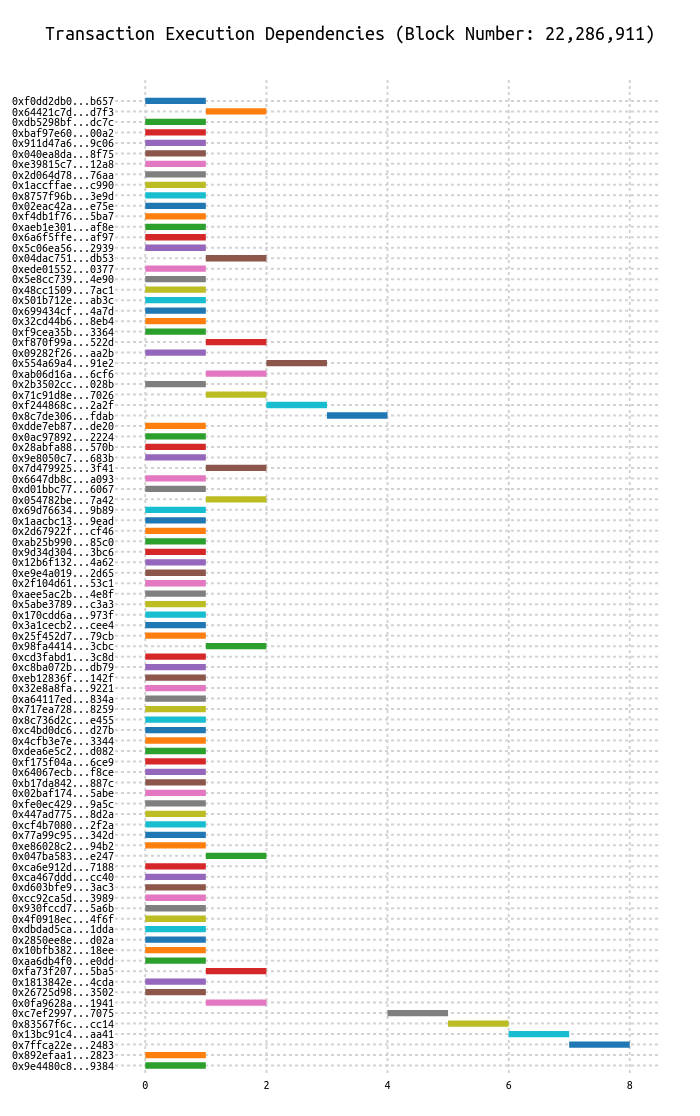 Transaction Execution Dependencies (Block Number: 22,286,911)
0xf0dd2db0...b657
0x64421c7d...d7f3
0xdb5298bf...dc7c
0xbaf97e60...00a2
0x911d47a6...9c06
0x040ea8da...8f75
0xe39815c7...12a8
0x2d064d78...76aa
0x1accffae...c990
0x8757f96b...3e9d
0x02eac42a...e75e
0xf4db1f76...5ba7
0xaeb1e301...af8e
0x6a6f5ffe...af97
0x5c06ea56...2939
0x04dac751...db53
0xede01552...0377
0x5e8cc739...4e90
0x48cc1509...7ac1
0x501b712e...ab3c
0x699434cf...4a7d
0x32cd44b6...8eb4
0xf9cea35b...3364
0xf870f99a...522d
0x09282f26...aa2b
0x554a69a4...91e2
0xab06d16a...6cf6
0x2b3502cc...028b
0x71c91d8e...7026
0xf244868c...2a2f
0x8c7de306...fdab
0xdde7eb87...de20
0x0ac97892...2224
0x28abfa88...570b
0x9e8050c7...683b
0x7d479925...3f41
0x6647db8c...a093
0xd01bbc77...6067
0x054782be...7a42
0x69d76634...9b89
0x1aacbc13...9ead
0x2d67922f...cf46
0xab25b990...85c0
0x9d34d304...3bc6
0x12b6f132...4a62
0xe9e4a019...2d65
0x2f104d61...53c1
0xaee5ac2b...4e8f
0x5abe3789...c3a3
0x170cdd6a...973f
0x3a1cecb2...cee4
0x25f452d7...79cb
0x98fa4414...3cbc
0xcd3fabd1...3c8d
0xc8ba072b...db79
0xeb12836f...142f
0x32e8a8fa...9221
0xa64117ed...834a
0x717ea728...8259
0x8c736d2c...e455
0xc4bd0dc6...d27b
0x4cfb3e7e...3344
0xdea6e5c2...d082
0xf175f04a...6ce9
0x64067ecb...f8ce
0xb17da842...887c
0x02baf174...5abe
0xfe0ec429...9a5c
0x447ad775...8d2a
0xcf4b7080...2f2a
0x77a99c95...342d
0xe86028c2...94b2
0x047ba583...e247
0xca6e912d...7188
0xca467ddd...cc40
0xd603bfe9...3ac3
0xcc92ca5d...3989
0x930fccd7...5a6b
0x4f0918ec...4f6f
0xdbdad5ca...1dda
0x2850ee8e...d02a
0x10bfb382...18ee
0xaa6db4f0...e0dd
0xfa73f207...5ba5
0x1813842e...4cda
0x26725d98...3502
0x0fa9628a...1941
0xc7ef2997...7075
0x83567f6c...cc14
0x13bc91c4...aa41
0x7ffca22e...2483
0x892efaa1...2823
0x9e4480c8...9384
0 2 4 6 8